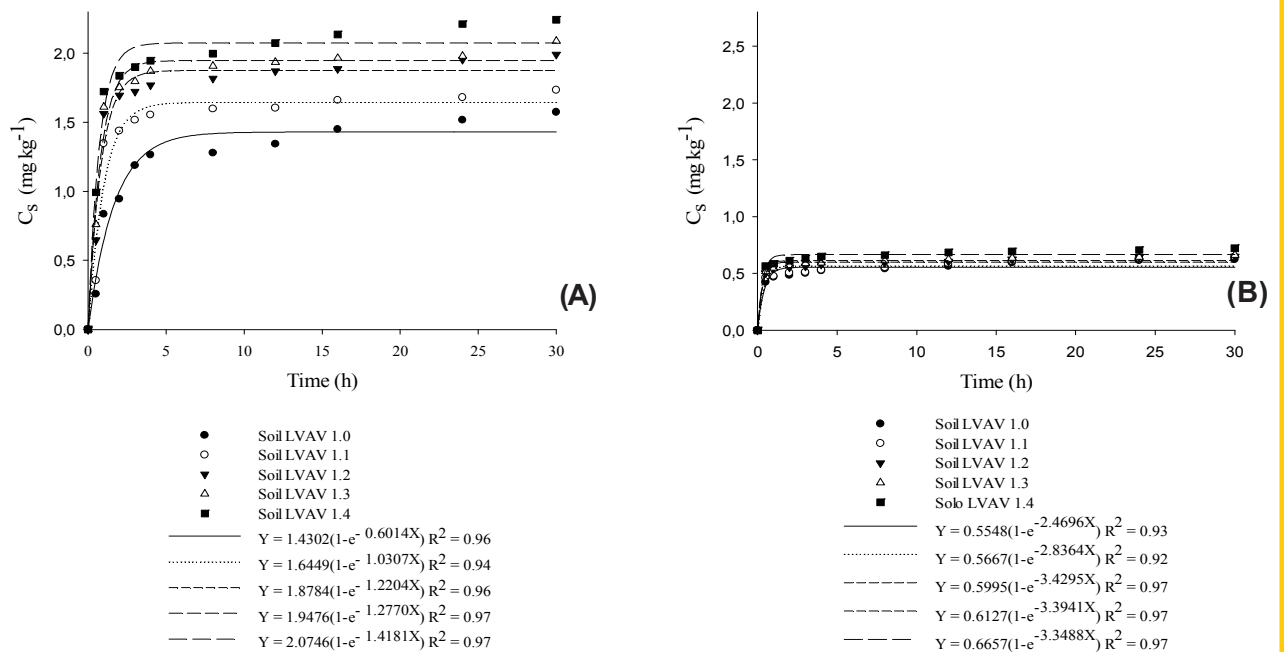 2,0
1,5
1,0
0,5
0,0
C_s (mg kg^-1)
(A)
0 5 10 15 20 25 30
Time (h)
Soil LVAV 1.0
Soil LVAV 1.1
Soil LVAV 1.2
Soil LVAV 1.3
Soil LVAV 1.4
Y = 1.4302(1-e^- 0.6014X) R^2 = 0.96
Y = 1.6449(1-e^- 1.0307X) R^2 = 0.94
Y = 1.8784(1-e^- 1.2204X) R^2 = 0.96
Y = 1.9476(1-e^- 1.2770X) R^2 = 0.97
Y = 2.0746(1-e^- 1.4181X) R^2 = 0.97
2,5
2,0
1,5
1,0
0,5
0,0
C_s (mg kg^-1)
(B)
0 5 10 15 20 25 30
Time (h)
Soil LVAV 1.0
Soil LVAV 1.1
Soil LVAV 1.2
Soil LVAV 1.3
Solo LVAV 1.4
Y = 0.5548(1-e^-2.4696X) R^2 = 0.93
Y = 0.5667(1-e^-2.8364X) R^2 = 0.92
Y = 0.5995(1-e^-3.4295X) R^2 = 0.97
Y = 0.6127(1-e^-3.3941X) R^2 = 0.97
Y = 0.6657(1-e^-3.3488X) R^2 = 0.97